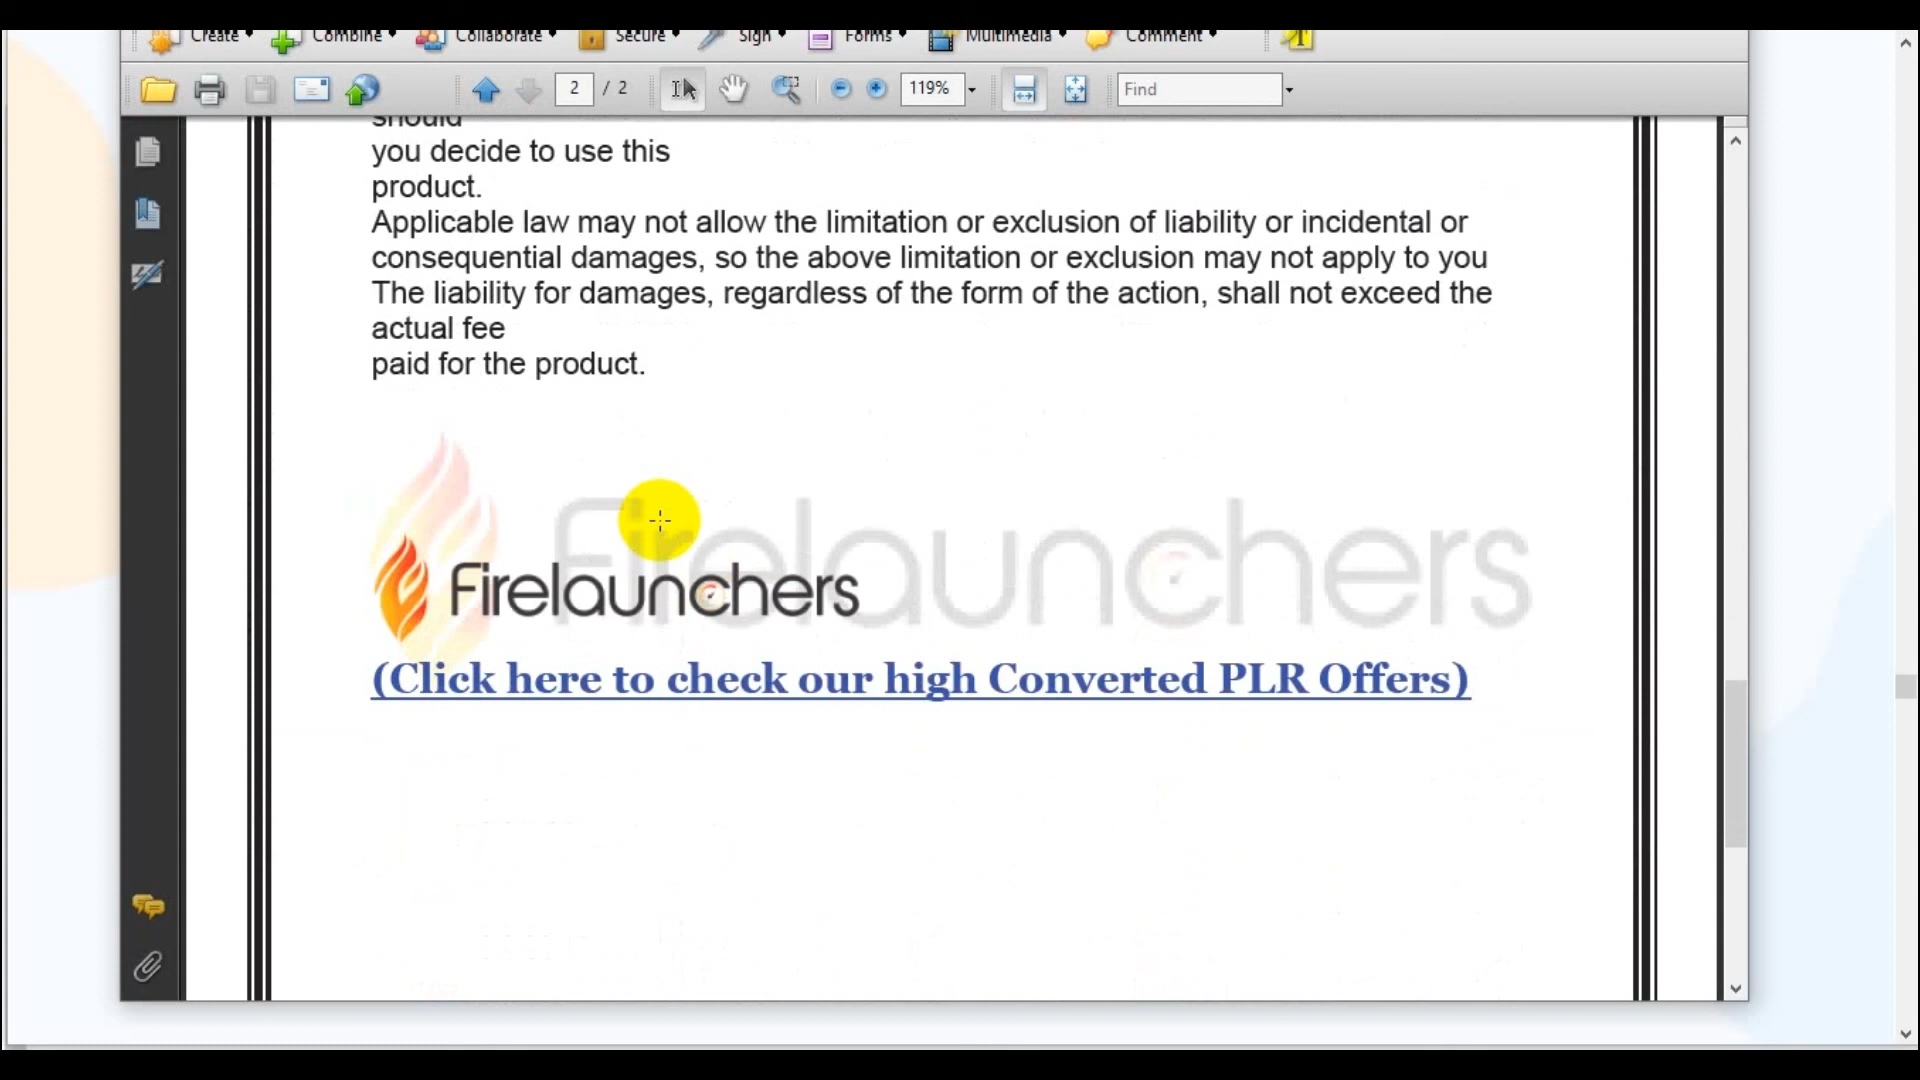 Create Combine Collaborate Secure Sign Forms Multimedia Comment
2 / 2 119% Find
should
you decide to use this
product.
Applicable law may not allow the limitation or exclusion of liability or incidental or
consequential damages, so the above limitation or exclusion may not apply to you
The liability for damages, regardless of the form of the action, shall not exceed the
actual fee
paid for the product.
Firelaunchers
Firelaunchers
(Click here to check our high Converted PLR Offers)